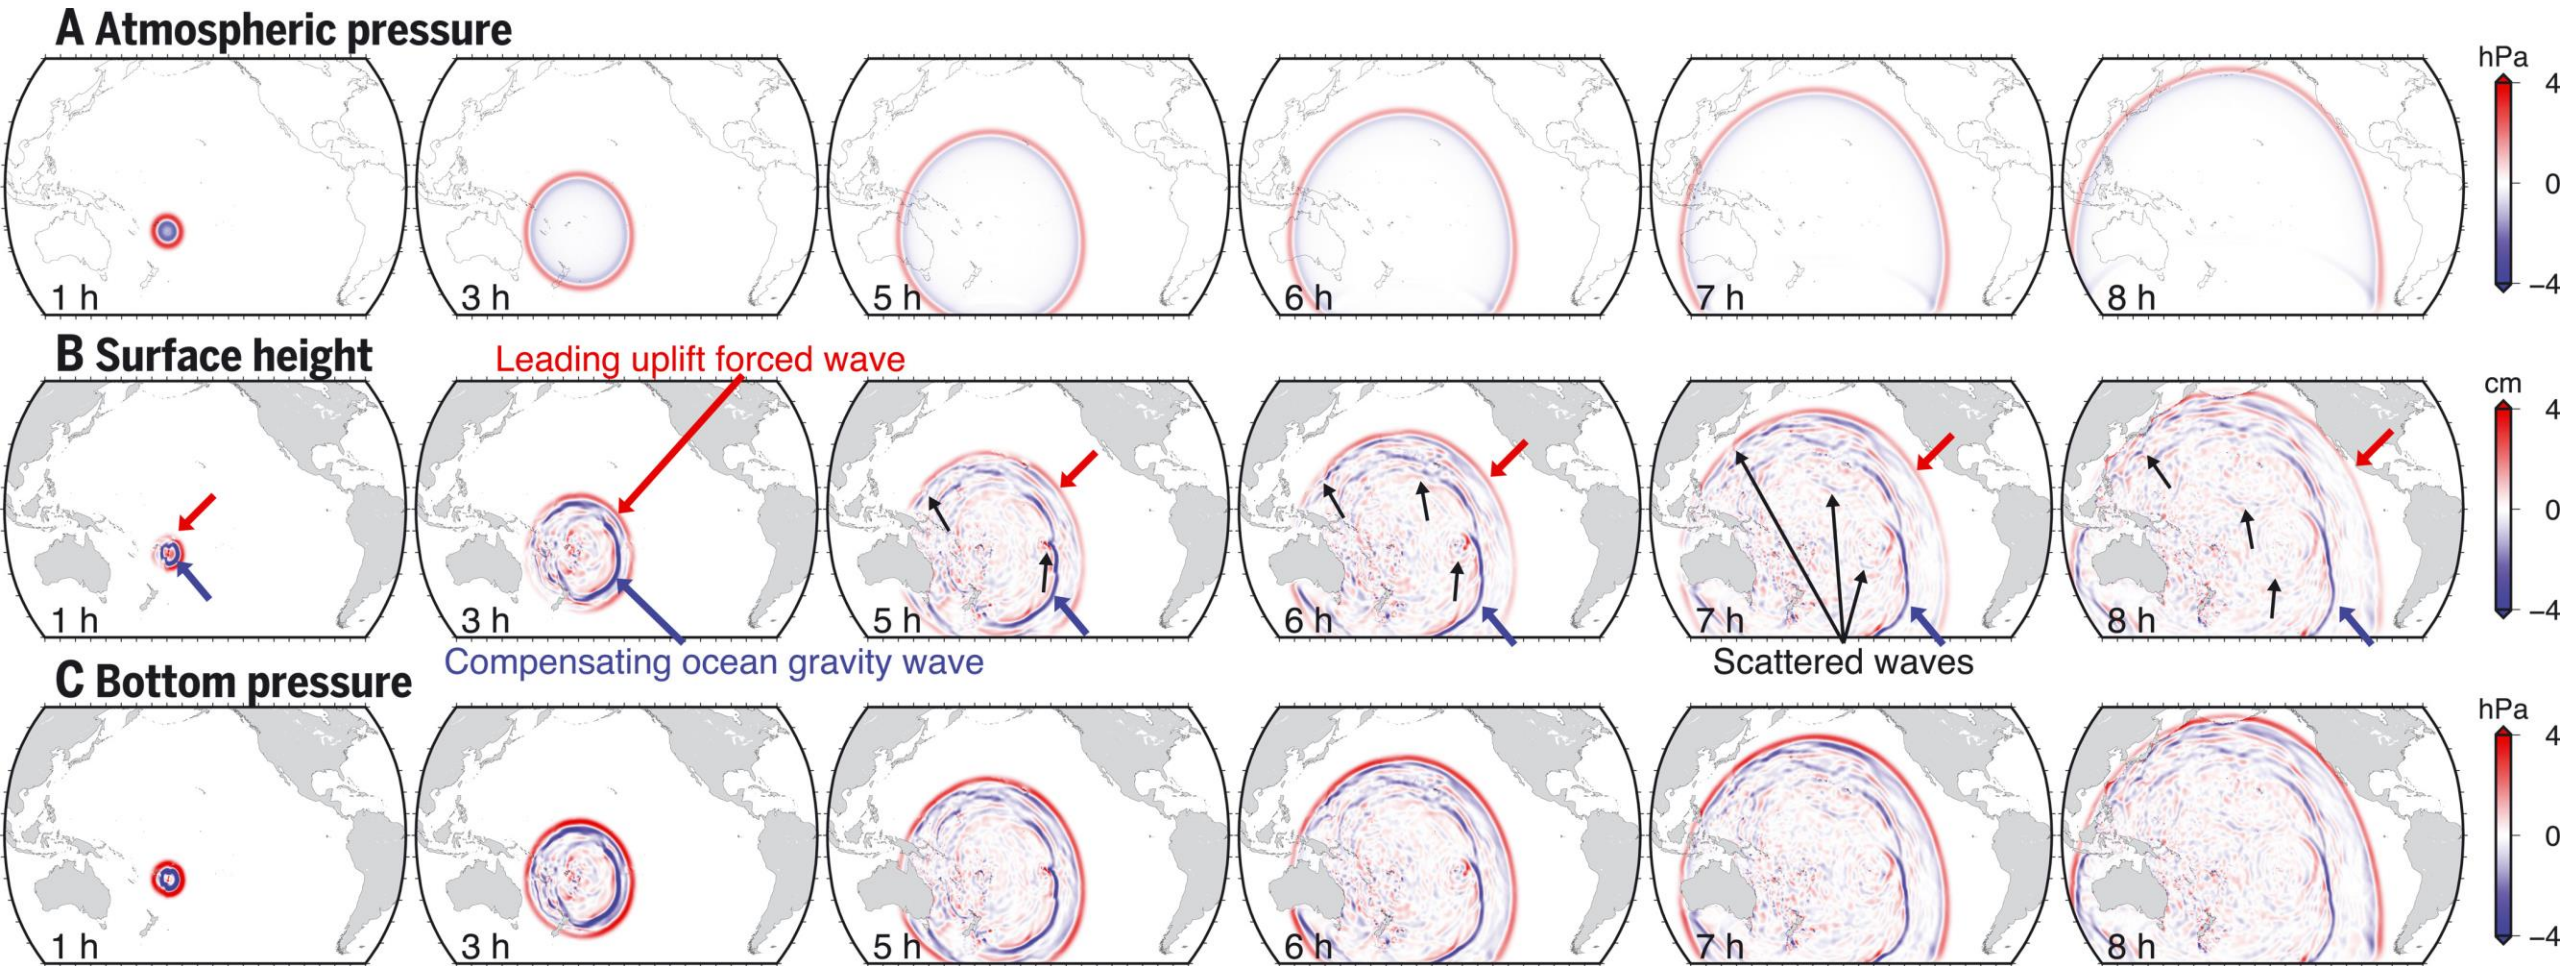 A Atmospheric pressure
hPa
4
0
−4
1 h
3 h
5 h
6 h
7 h
8 h
B Surface height
Leading uplift forced wave
cm
4
0
−4
1 h
3 h
5 h
6 h
7 h
8 h
Compensating ocean gravity wave
Scattered waves
C Bottom pressure
hPa
4
0
−4
1 h
3 h
5 h
6 h
7 h
8 h